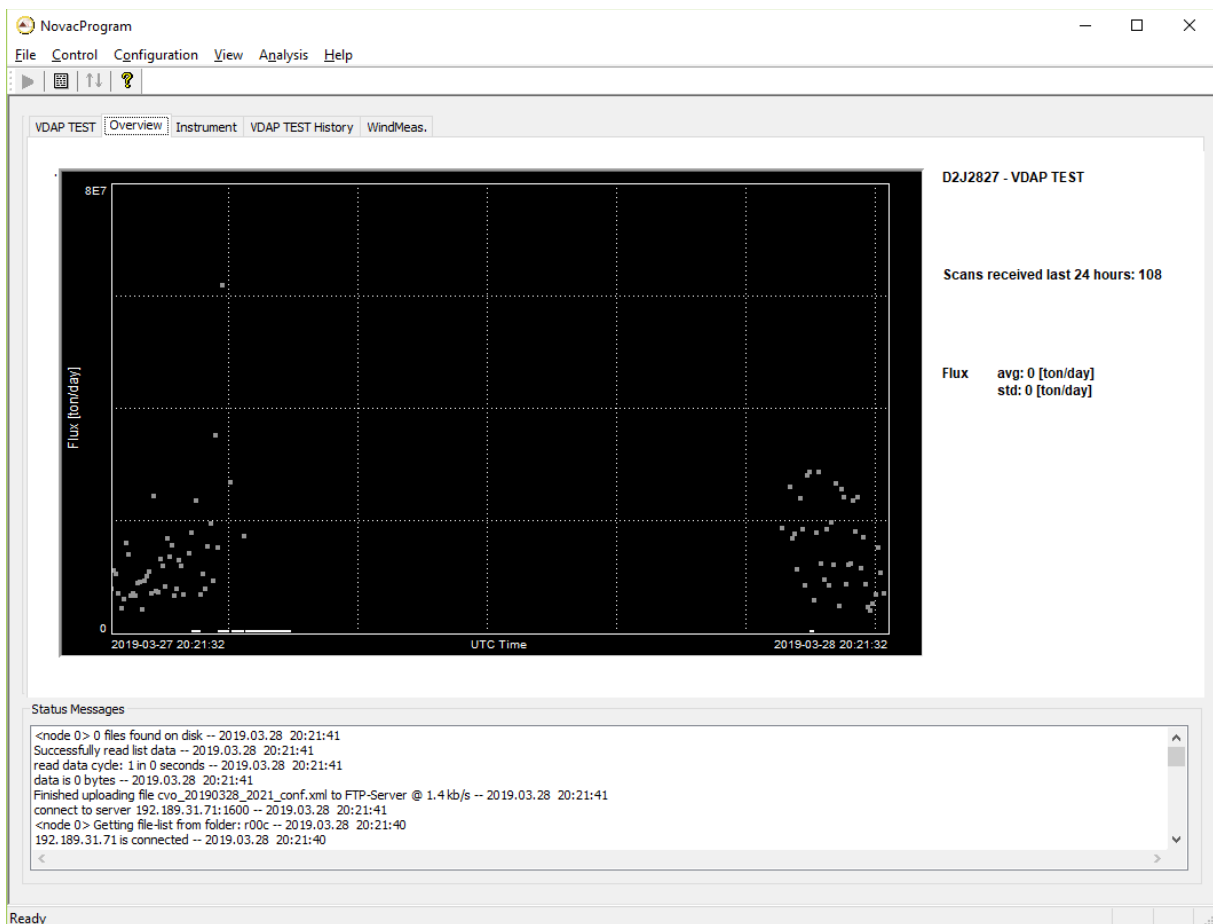 NovacProgram
File Control Configuration View Analysis Help
VDAP TEST Overview Instrument VDAP TEST History WindMeas.
8E7
Flux [ton/day]
0
2019-03-27 20:21:32 UTC Time 2019-03-28 20:21:32
D2J2827 - VDAP TEST
Scans received last 24 hours: 108
Flux avg: 0 [ton/day]
std: 0 [ton/day]
Status Messages
<node 0> 0 files found on disk -- 2019.03.28 20:21:41
Successfully read list data -- 2019.03.28 20:21:41
read data cycle: 1 in 0 seconds -- 2019.03.28 20:21:41
data is 0 bytes -- 2019.03.28 20:21:41
Finished uploading file cvo_20190328_2021_conf.xml to FTP-Server @ 1.4 kb/s -- 2019.03.28 20:21:41
connect to server 192.189.31.71:1600 -- 2019.03.28 20:21:41
<node 0> Getting file-list from folder: r00c -- 2019.03.28 20:21:40
192.189.31.71 is connected -- 2019.03.28 20:21:40
Ready